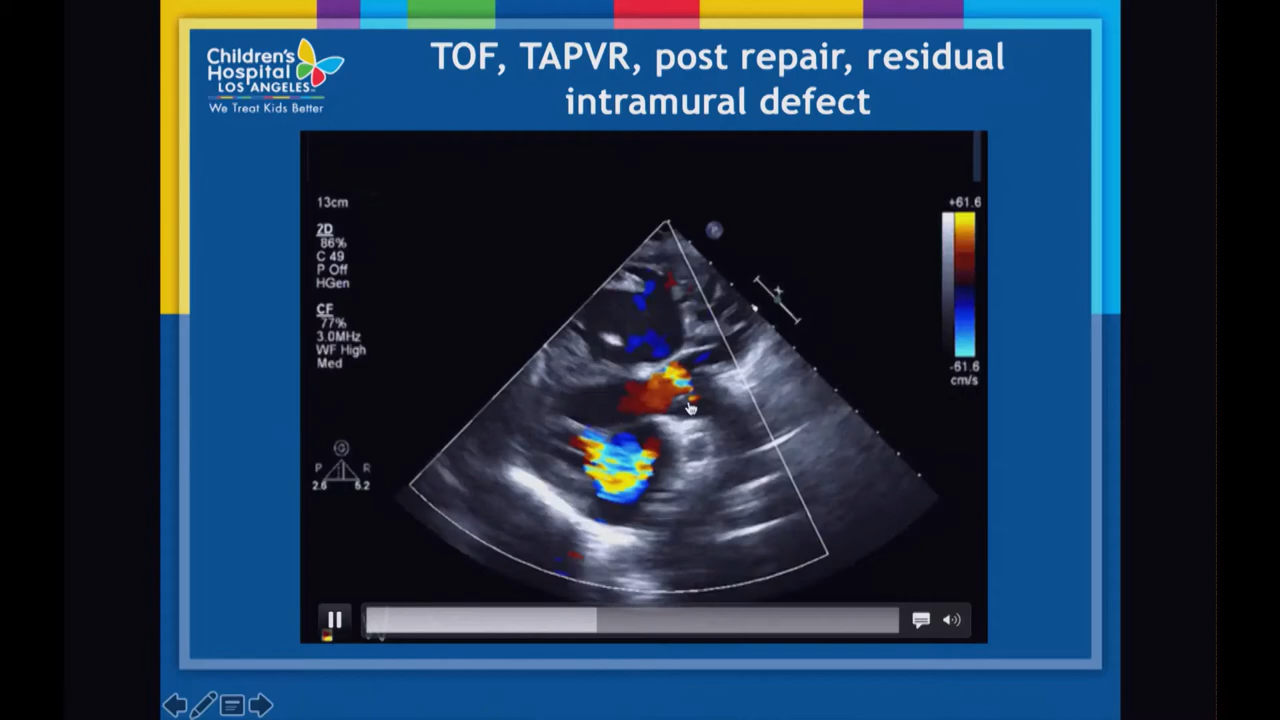 Children's
Hospital
LOS ANGELES
We Treat Kids Better
TOF, TAPVR, post repair, residual
intramural defect
13cm
2D
86%
C 49
P Off
HGen
CF
77%
3.0MHz
WF High
Med
G
P R
2.6 5.2
P
+61.6
-61.6
cm/s